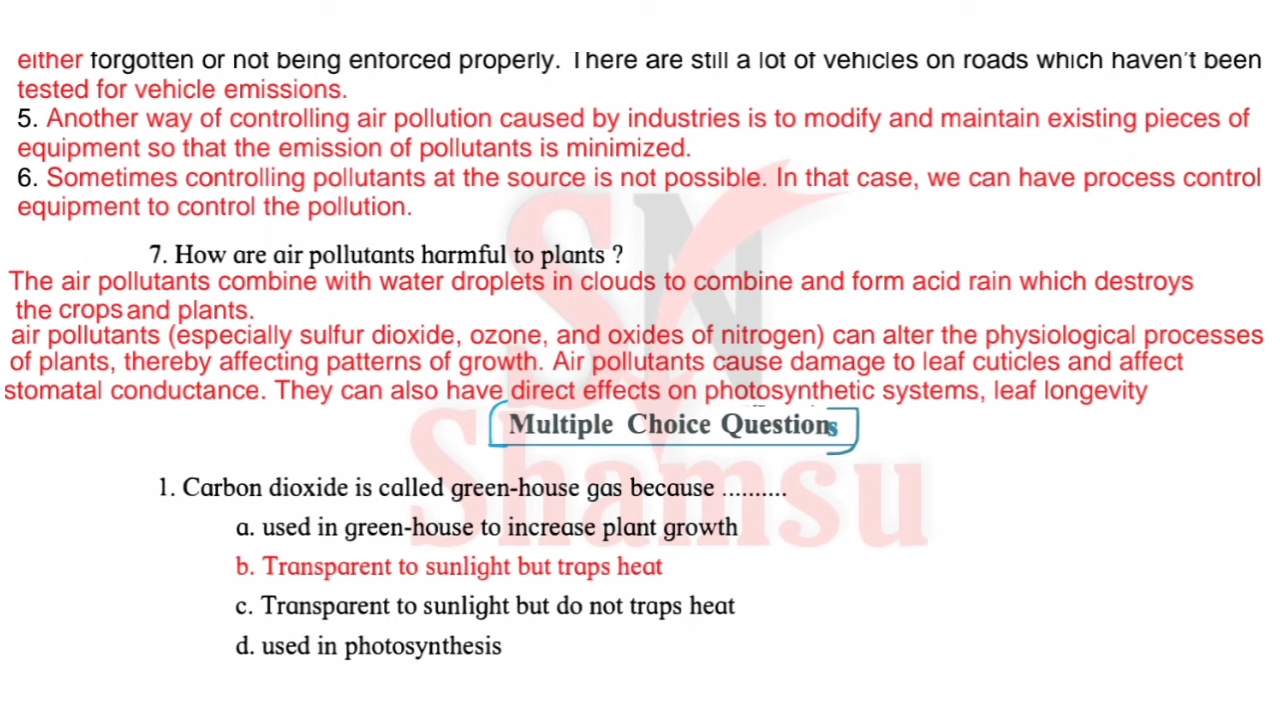 either forgotten or not being enforced properly. There are still a lot of vehicles on roads which haven't been
tested for vehicle emissions.
5. Another way of controlling air pollution caused by industries is to modify and maintain existing pieces of
equipment so that the emission of pollutants is minimized.
6. Sometimes controlling pollutants at the source is not possible. In that case, we can have process control
equipment to control the pollution.
7. How are air pollutants harmful to plants ?
The air pollutants combine with water droplets in clouds to combine and form acid rain which destroys
the crops and plants.
air pollutants (especially sulfur dioxide, ozone, and oxides of nitrogen) can alter the physiological processes
of plants, thereby affecting patterns of growth. Air pollutants cause damage to leaf cuticles and affect
stomatal conductance. They can also have direct effects on photosynthetic systems, leaf longevity
Multiple Choice Questions
1. Carbon dioxide is called green-house gas because ..........
a. used in green-house to increase plant growth
b. Transparent to sunlight but traps heat
c. Transparent to sunlight but do not traps heat
d. used in photosynthesis
SN
Shamsu